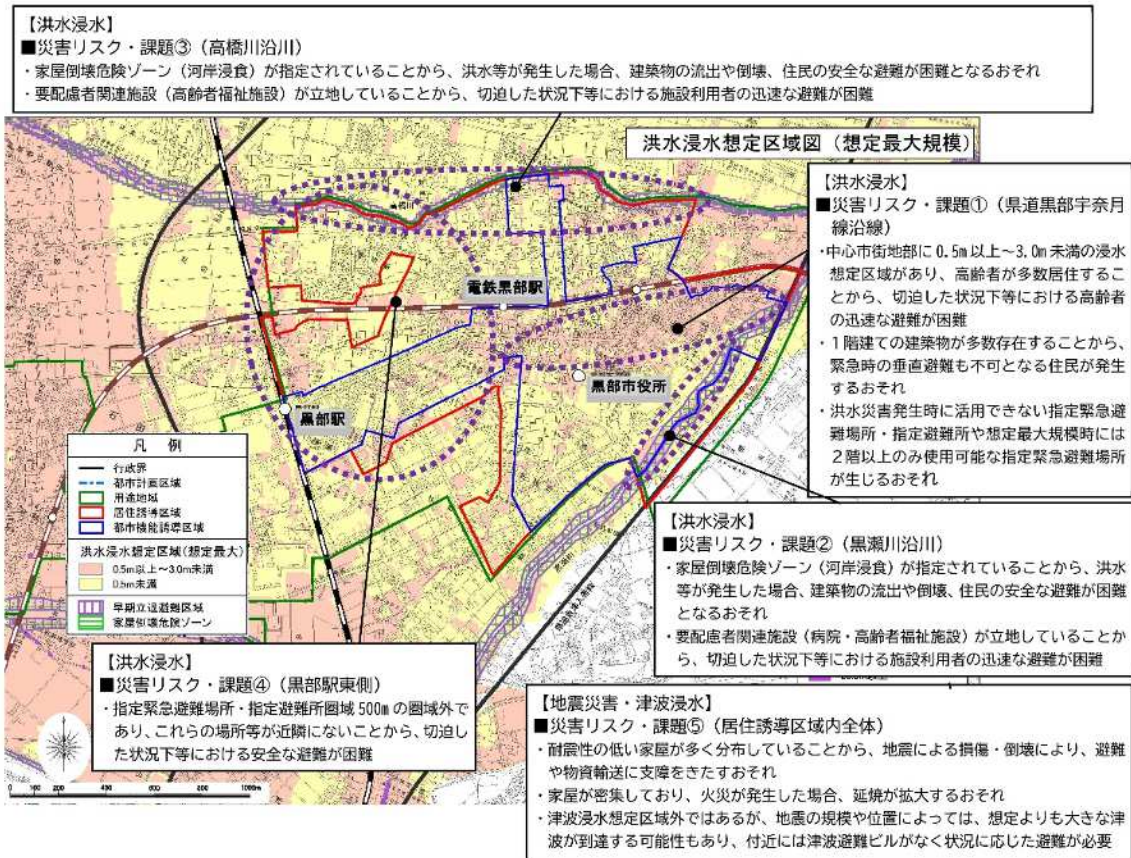 【洪水浸水】
■災害リスク・課題③（高橋川沿川）
・家屋倒壊危険ゾーン（河岸浸食）が指定されていることから、洪水等が発生した場合、建築物の流出や倒壊、住民の安全な避難が困難となるおそれ
・要配慮者関連施設（高齢者福祉施設）が立地していることから、切迫した状況下等における施設利用者の迅速な避難が困難
洪水浸水想定区域図（想定最大規模）
【洪水浸水】
■災害リスク・課題①（県道黒部宇奈月
線沿線）
・中心市街地部に0.5m以上～3.0m未満の浸水
想定区域があり、高齢者が多数居住するこ
とから、切迫した状況下等における高齢者
の迅速な避難が困難
・1階建ての建築物が多数存在することから、
緊急時の垂直避難も不可となる住民が発生
するおそれ
・洪水災害発生時に活用できない指定緊急避
難場所・指定避難所や想定最大規模時には
2階以上のみ使用可能な指定緊急避難場所
が生じるおそれ
電鉄黒部駅
黒部市役所
黒部駅
凡 例
行政界
都市計画区域
用途地域
居住誘導区域
都市機能誘導区域
洪水浸水想定区域(想定最大)
0.5m以上～3.0m未満
0.5m未満
早期立退避難区域
家屋倒壊危険ゾーン
【洪水浸水】
■災害リスク・課題②（黒瀬川沿川）
・家屋倒壊危険ゾーン（河岸浸食）が指定されていることから、洪水
等が発生した場合、建築物の流出や倒壊、住民の安全な避難が困難
となるおそれ
・要配慮者関連施設（病院・高齢者福祉施設）が立地していることか
ら、切迫した状況下等における施設利用者の迅速な避難が困難
【洪水浸水】
■災害リスク・課題④（黒部駅東側）
・指定緊急避難場所・指定避難所圏域500mの圏域外で
あり、これらの場所等が近隣にないことから、切迫し
た状況下等における安全な避難が困難
0 100 200 400 600 800 1000m
【地震災害・津波浸水】
■災害リスク・課題⑤（居住誘導区域内全体）
・耐震性の低い家屋が多く分布していることから、地震による損傷・倒壊により、避難
や物資輸送に支障をきたすおそれ
・家屋が密集しており、火災が発生した場合、延焼が拡大するおそれ
・津波浸水想定区域外ではあるが、地震の規模や位置によっては、想定よりも大きな津
波が到達する可能性もあり、付近には津波避難ビルがなく状況に応じた避難が必要